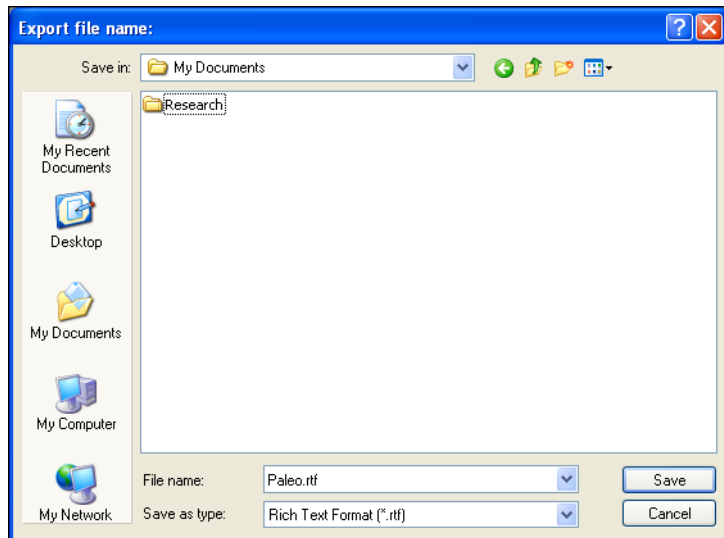 Export file name:
Save in: My Documents
Research
My Recent
Documents
Desktop
My Documents
My Computer
My Network
File name: Paleo.rtf Save
Save as type: Rich Text Format (*.rtf) Cancel